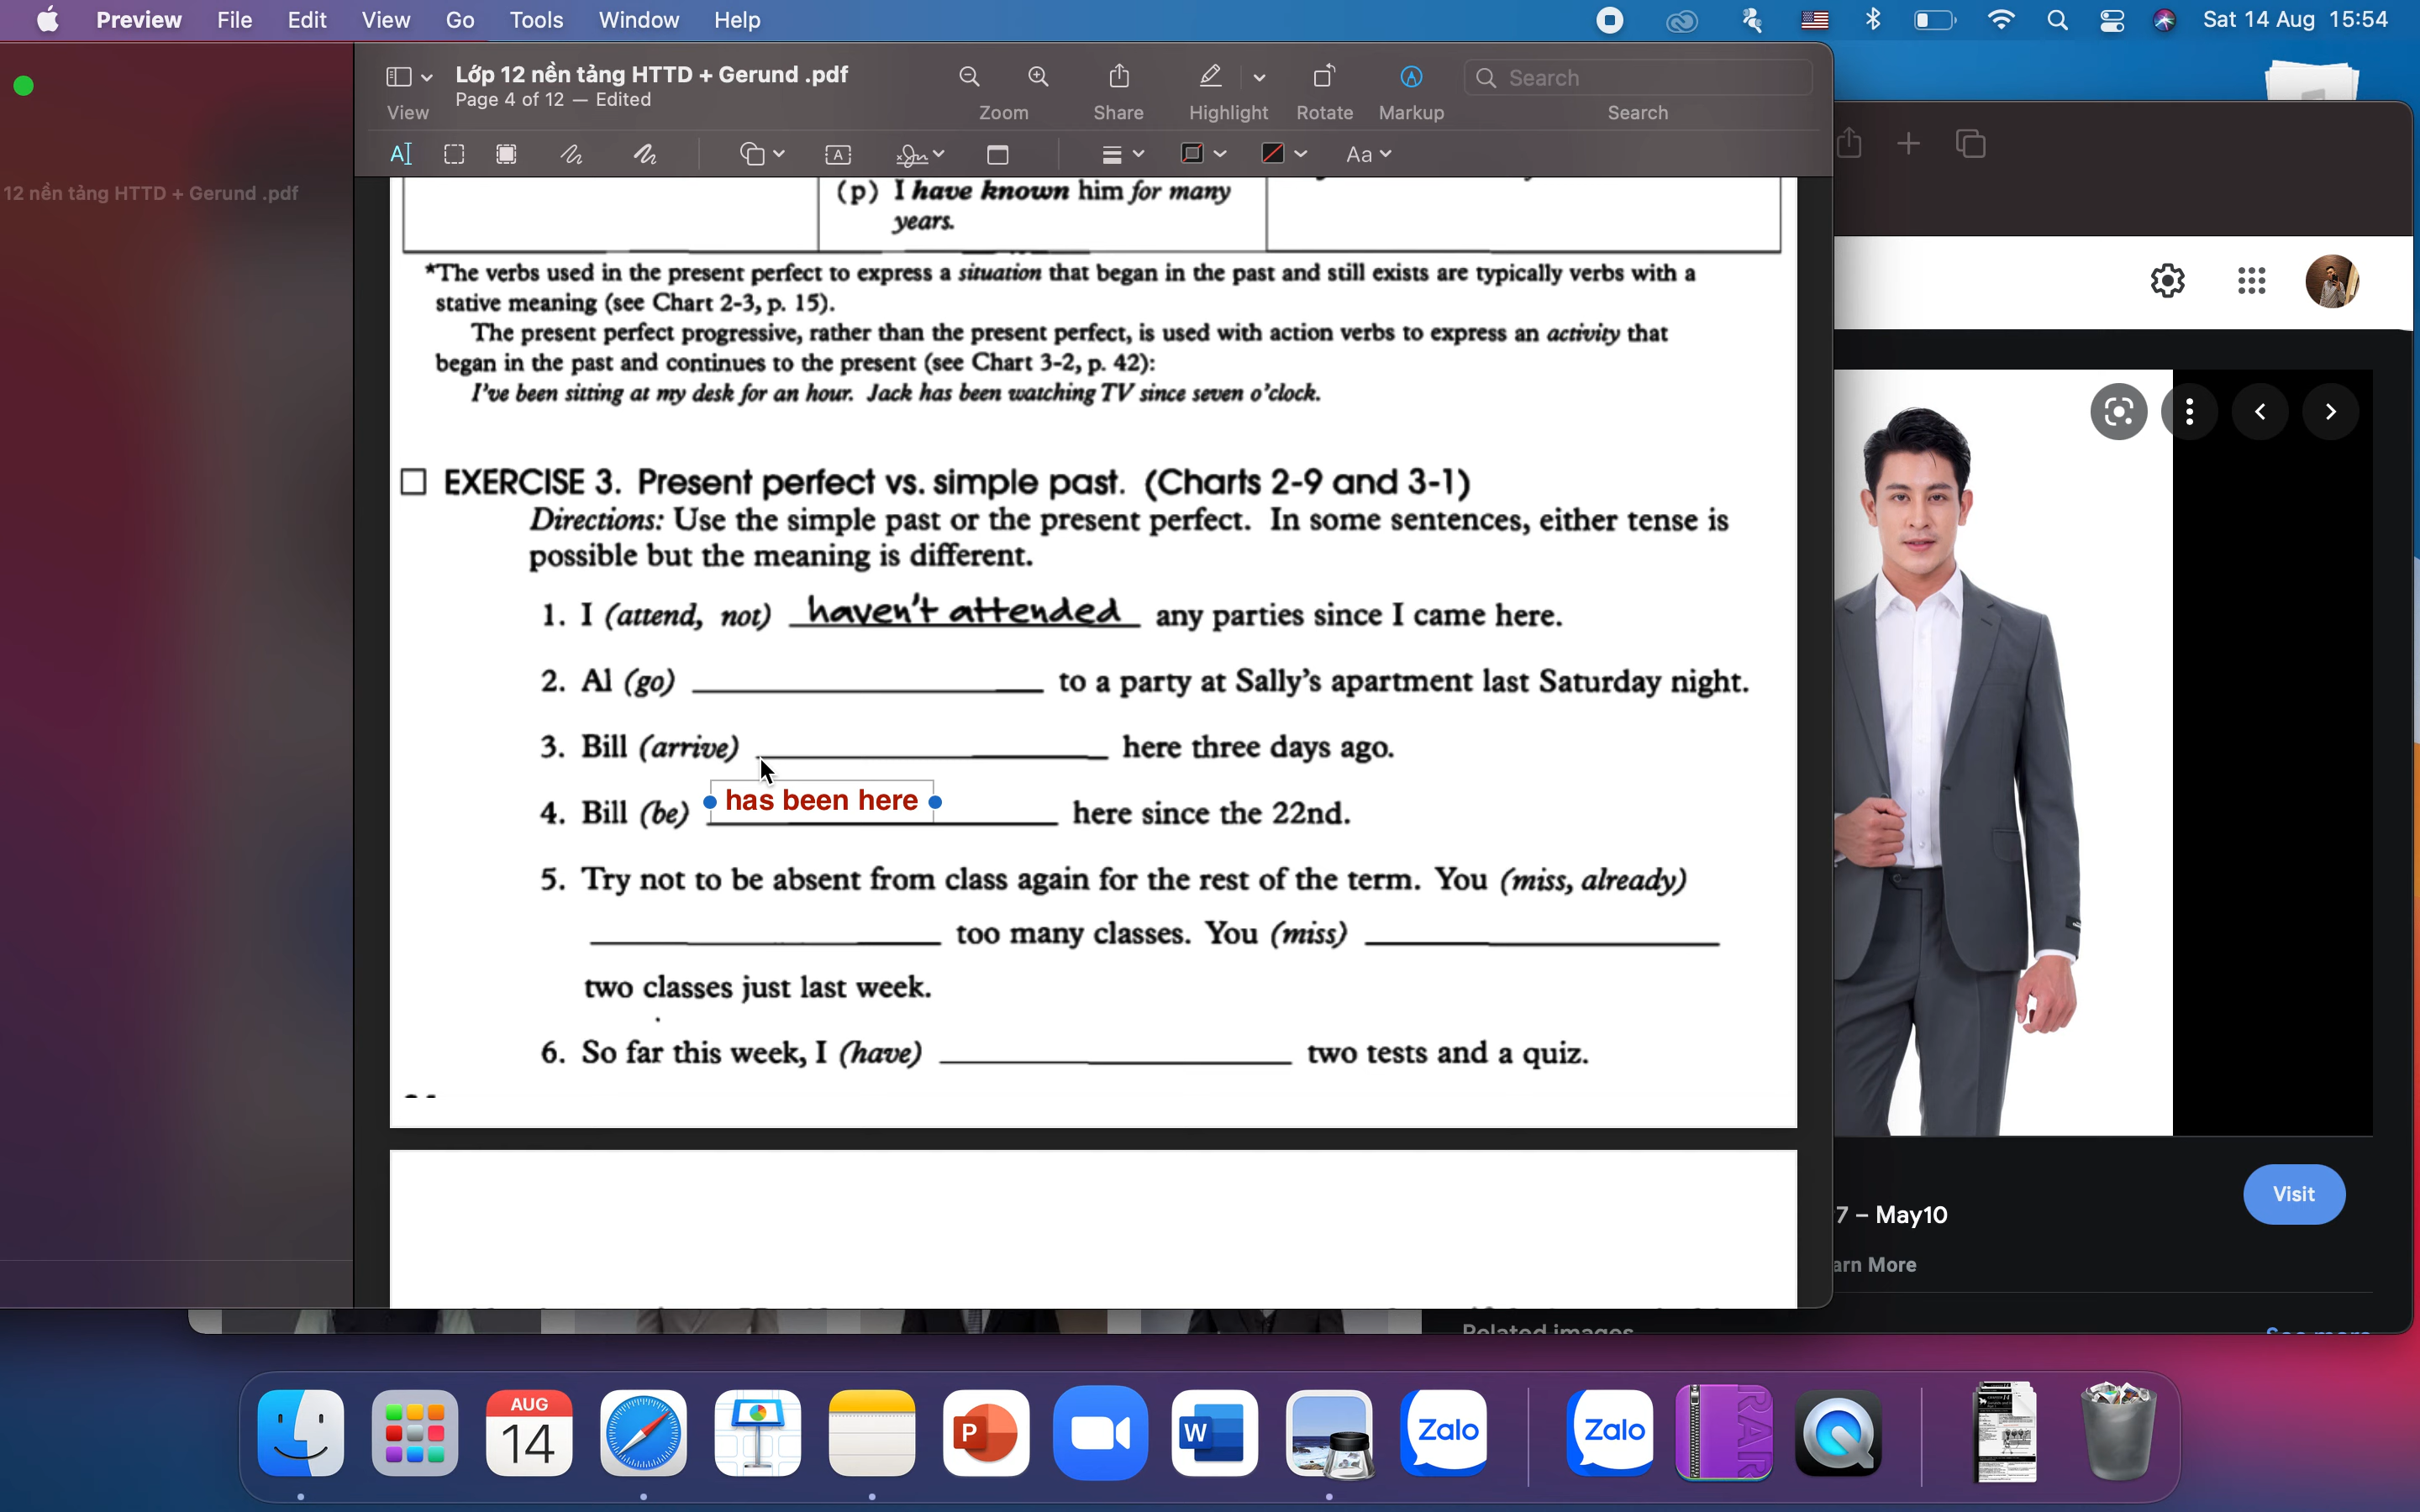 Preview File Edit View Go Tools Window Help Sat 14 Aug 15:54
Lớp 12 nền tảng HTTD + Gerund .pdf
Page 4 of 12 — Edited
Search
View Zoom Share Highlight Rotate Markup Search
12 nền tảng HTTD + Gerund .pdf
(p) I have known him for many
years.
*The verbs used in the present perfect to express a situation that began in the past and still exists are typically verbs with a
stative meaning (see Chart 2-3, p. 15).
The present perfect progressive, rather than the present perfect, is used with action verbs to express an activity that
began in the past and continues to the present (see Chart 3-2, p. 42):
I've been sitting at my desk for an hour. Jack has been watching TV since seven o'clock.
EXERCISE 3. Present perfect vs. simple past. (Charts 2-9 and 3-1)
Directions: Use the simple past or the present perfect. In some sentences, either tense is
possible but the meaning is different.
1. I (attend, not) haven't attended any parties since I came here.
2. Al (go) to a party at Sally's apartment last Saturday night.
3. Bill (arrive) here three days ago.
has been here
4. Bill (be) here since the 22nd.
5. Try not to be absent from class again for the rest of the term. You (miss, already)
too many classes. You (miss)
two classes just last week.
6. So far this week, I (have) two tests and a quiz.
Visit
7 – May10
arn More
Related images
See more
AUG
14
P
W
Zalo
Zalo
RAR